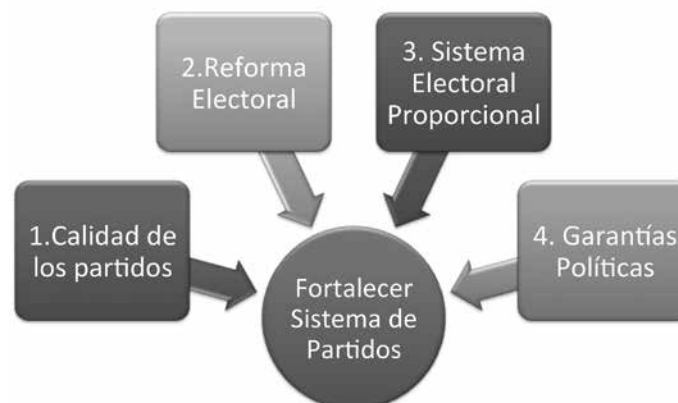 1.Calidad de
los partidos
2.Reforma
Electoral
3. Sistema
Electoral
Proporcional
4. Garantías
Políticas
Fortalecer
Sistema de
Partidos